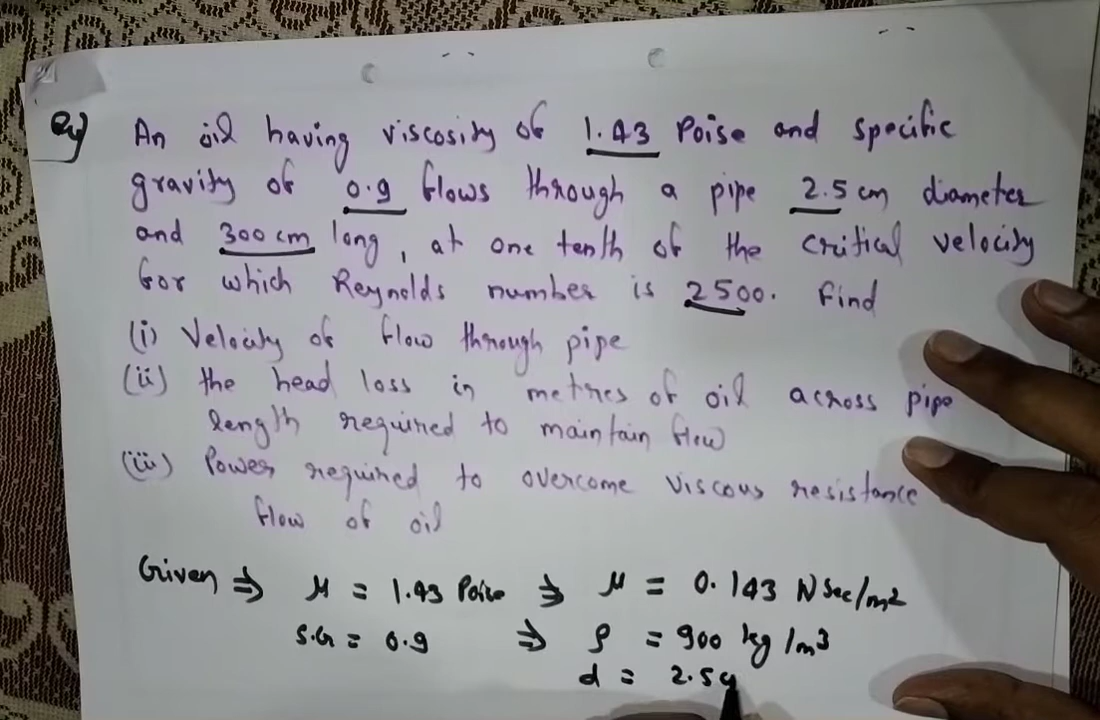 Qu)
An oil having viscosity of 1.43 Poise and specific
gravity of 0.9 flows through a pipe 2.5 cm diameter
and 300 cm long, at one tenth of the critical velocity
for which Reynolds number is 2500. Find
(i) Velocity of flow through pipe
(ii) the head loss in metres of oil across pipe
length required to maintain flow
(iii) Power required to overcome viscous resistance
flow of oil
Given ⇒ μ = 1.43 Poise ⇒ μ = 0.143 N sec/m²
S.G = 0.9 ⇒ ρ = 900 kg/m³
d = 2.5c